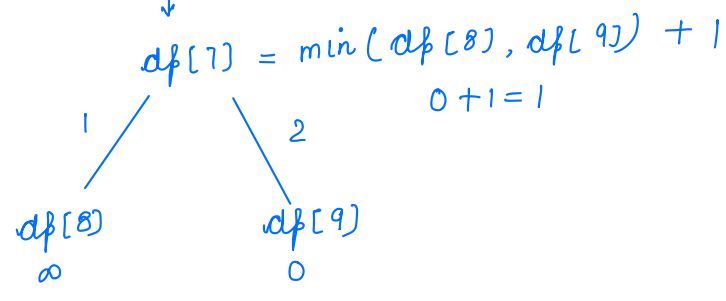 dp[7] = min(dp[8], dp[9]) + 1
0+1=1
1
2
dp[8]
dp[9]
∞
0